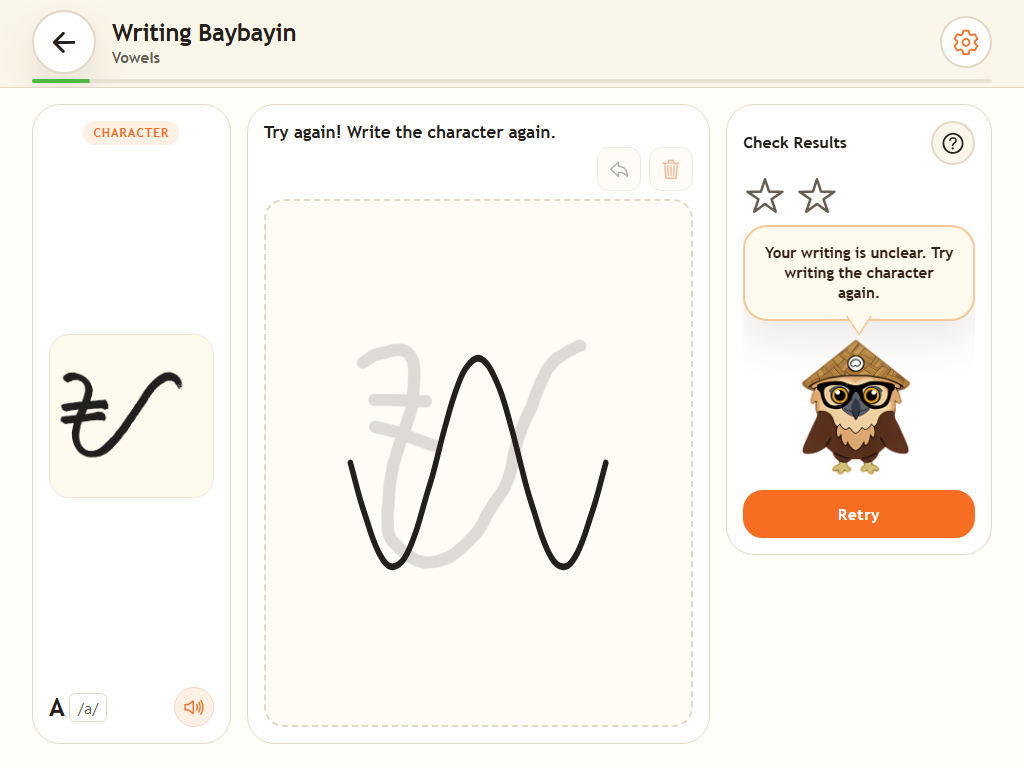 Writing Baybayin
Vowels
CHARACTER
ᜀ
A /a/
Try again! Write the character again.
Check Results
Your writing is unclear. Try
writing the character
again.
Retry